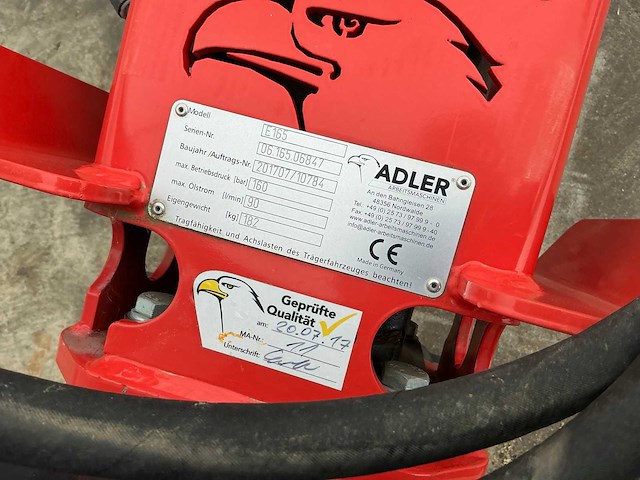 Modell E165
Serien-Nr. 06.165.06847
Baujahr /Auftrags-Nr. 201707/10784
max. Betriebsdruck [bar] 160
max. Ölstrom [l/min] 90
Eigengewicht [kg] 182
Tragfähigkeit und Achslasten des Trägerfahrzeuges beachten!
ADLER®
ARBEITSMASCHINEN
An den Bahngleisen 28
48356 Nordwalde
Tel. +49 (0) 25 73 / 97 99 9 - 0
Fax +49 (0) 25 73 / 97 99 9 -40
www.adler-arbeitsmaschinen.de
info@adler-arbeitsmaschinen.de
CE
Made in Germany
Geprüfte
Qualität
am: 20.07.17
MA-Nr.: 11
Unterschrift: